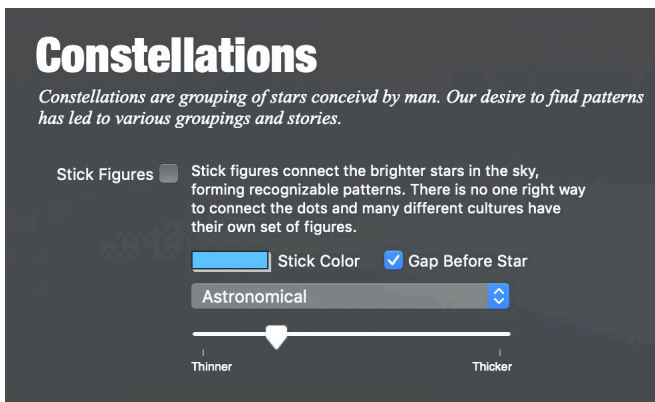 Constellations
Constellations are grouping of stars conceivd by man. Our desire to find patterns
has led to various groupings and stories.
Stick Figures
Stick figures connect the brighter stars in the sky,
forming recognizable patterns. There is no one right way
to connect the dots and many different cultures have
their own set of figures.
Stick Color Gap Before Star
Astronomical
Thinner Thicker